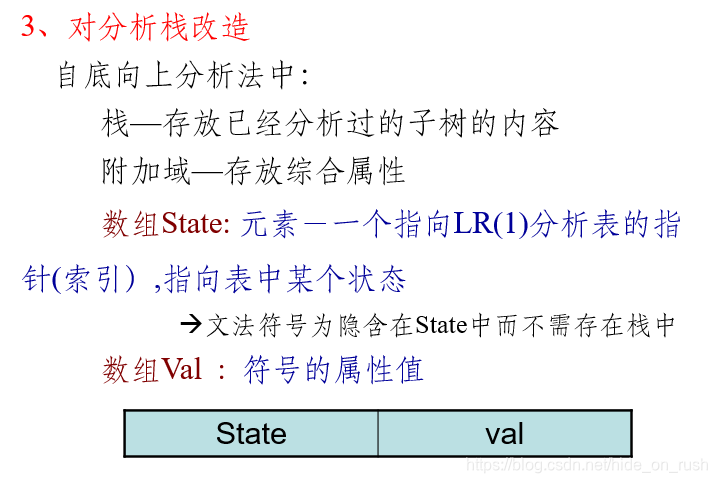 3、对分析栈改造
自底向上分析法中:
栈—存放已经分析过的子树的内容
附加域—存放综合属性
数组State: 元素－一个指向LR(1)分析表的指
针(索引）,指向表中某个状态
→文法符号为隐含在State中而不需存在栈中
数组Val ： 符号的属性值
State val
https://blog.csdn.net/hide_on_rush